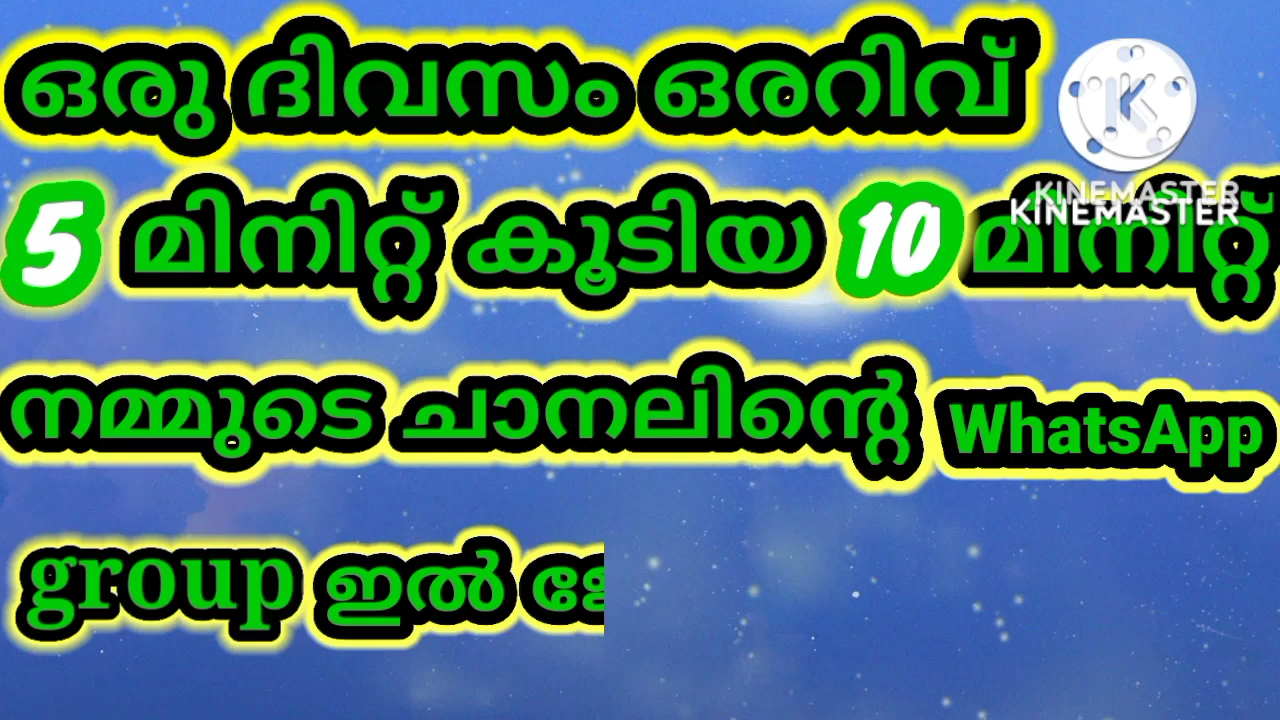 ഒരു ദിവസം ഒരറിവ്
5 മിനിറ്റ് കൂടിയ 10 മിനിറ്റ്
നമ്മുടെ ചാനലിന്റെ WhatsApp
group ഇൽ
KINEMASTER
KINEMASTER